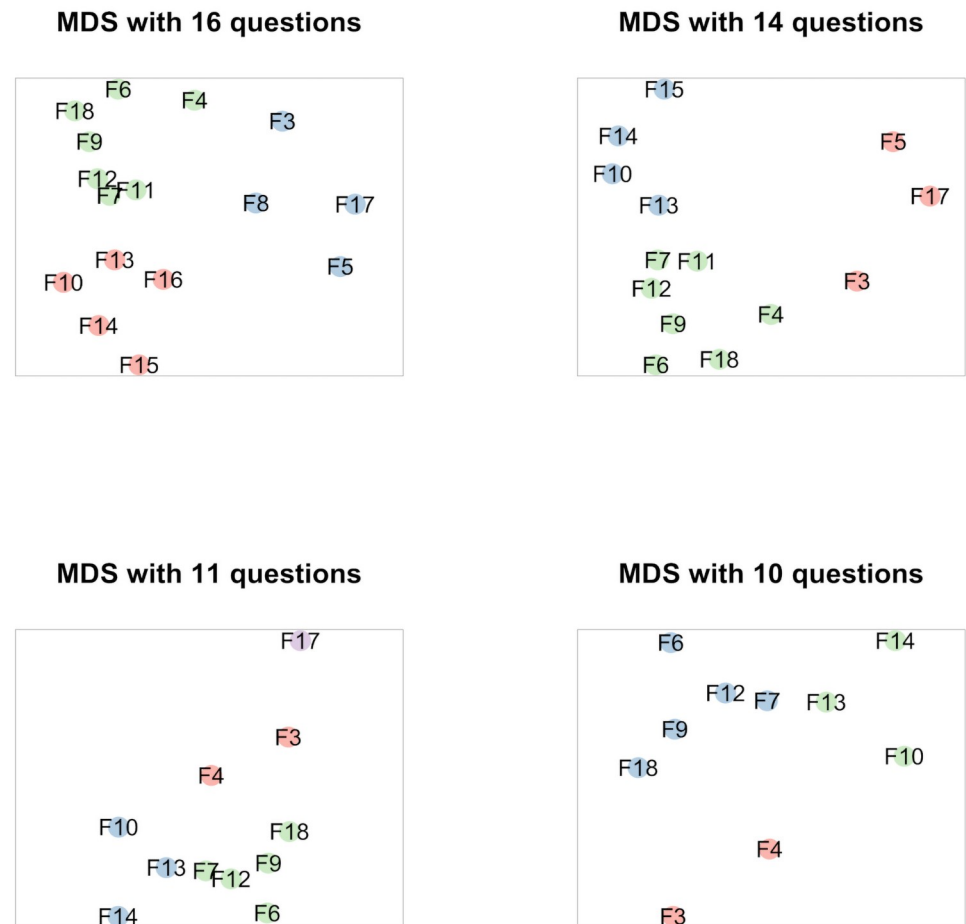 MDS with 16 questions
F6
F4
F18
F3
F9
F12
F11
F7
F8
F17
F13
F5
F10
F16
F14
F15
MDS with 14 questions
F15
F14
F5
F10
F17
F13
F7
F11
F3
F12
F4
F9
F18
F6
MDS with 11 questions
F17
F3
F4
F10
F18
F9
F13
F7
F12
F6
F14
MDS with 10 questions
F6
F14
F12
F7
F13
F9
F10
F18
F4
F3